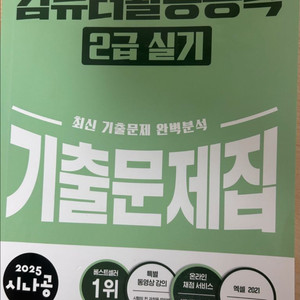 컴퓨터활용능력
2급 실기
최신 기출문제 완벽분석
기출문제집
2025
시나공
베스트셀러
1위
특별
동영상 강의
온라인
채점 서비스
엑셀 2021